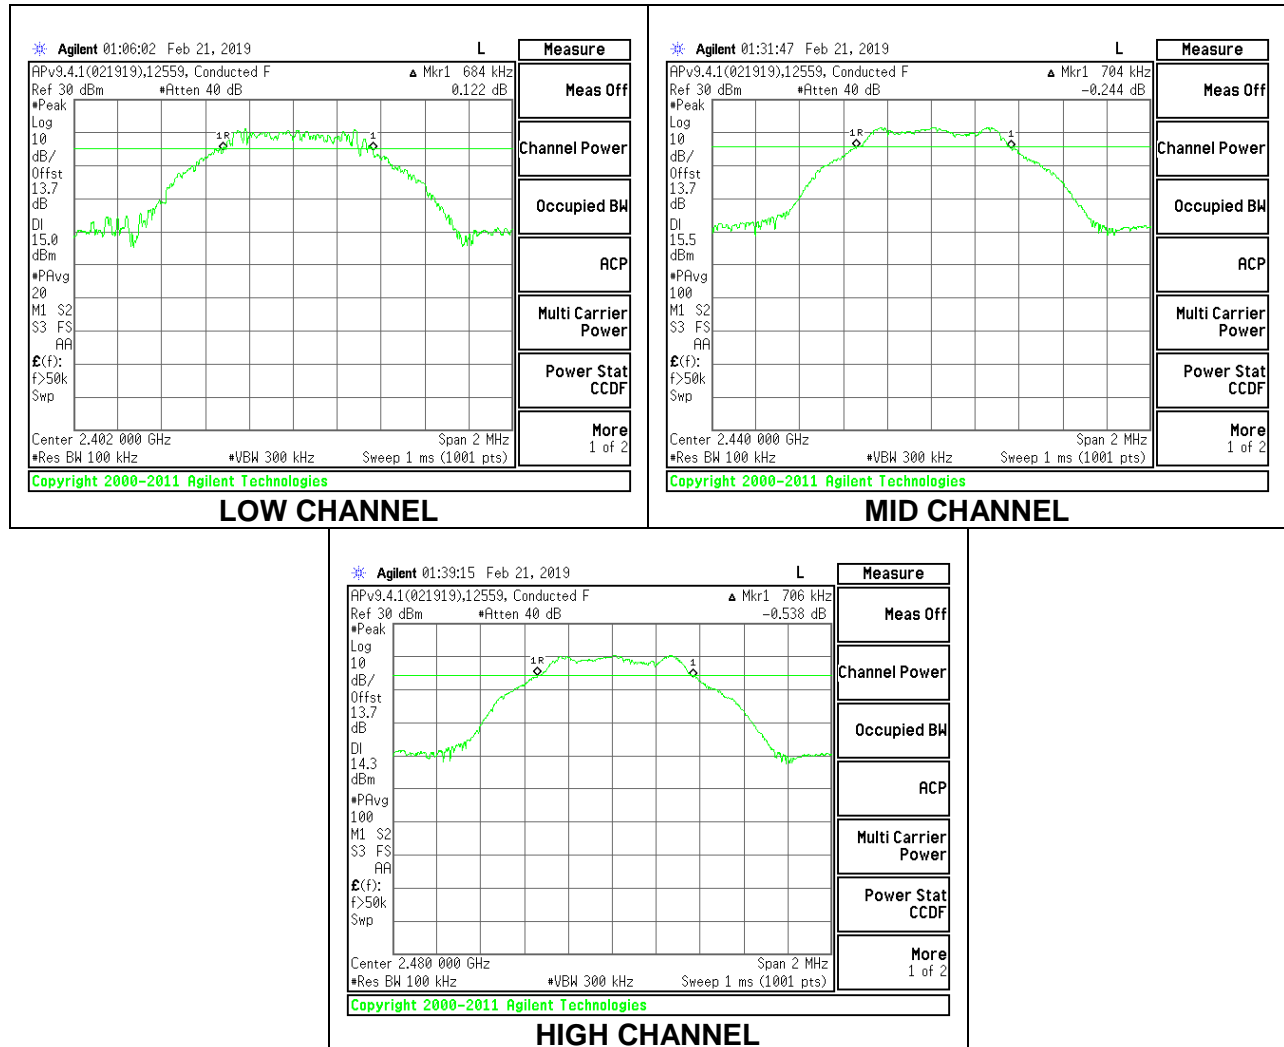 Agilent 01:06:02 Feb 21, 2019 L Measure
APv9.4.1(021919),12559, Conducted F Δ Mkr1 684 kHz
Ref 30 dBm #Atten 40 dB 0.122 dB
#Peak
Log
10
dB/
Offst
13.7
dB
DI
15.0
dBm
#PAvg
20
M1 S2
S3 FS
AA
£(f):
f>50k
Swp
1R
1
Center 2.402 000 GHz Span 2 MHz
#Res BW 100 kHz #VBW 300 kHz Sweep 1 ms (1001 pts)
Copyright 2000-2011 Agilent Technologies
Meas Off
Channel Power
Occupied BW
ACP
Multi Carrier
Power
Power Stat
CCDF
More
1 of 2
LOW CHANNEL
Agilent 01:31:47 Feb 21, 2019 L Measure
APv9.4.1(021919),12559, Conducted F Δ Mkr1 704 kHz
Ref 30 dBm #Atten 40 dB -0.244 dB
#Peak
Log
10
dB/
Offst
13.7
dB
DI
15.5
dBm
#PAvg
100
M1 S2
S3 FS
AA
£(f):
f>50k
Swp
1R
1
Center 2.440 000 GHz Span 2 MHz
#Res BW 100 kHz #VBW 300 kHz Sweep 1 ms (1001 pts)
Copyright 2000-2011 Agilent Technologies
Meas Off
Channel Power
Occupied BW
ACP
Multi Carrier
Power
Power Stat
CCDF
More
1 of 2
MID CHANNEL
Agilent 01:39:15 Feb 21, 2019 L Measure
APv9.4.1(021919),12559, Conducted F Δ Mkr1 706 kHz
Ref 30 dBm #Atten 40 dB -0.538 dB
#Peak
Log
10
dB/
Offst
13.7
dB
DI
14.3
dBm
#PAvg
100
M1 S2
S3 FS
AA
£(f):
f>50k
Swp
1R
1
Center 2.480 000 GHz Span 2 MHz
#Res BW 100 kHz #VBW 300 kHz Sweep 1 ms (1001 pts)
Copyright 2000-2011 Agilent Technologies
Meas Off
Channel Power
Occupied BW
ACP
Multi Carrier
Power
Power Stat
CCDF
More
1 of 2
HIGH CHANNEL